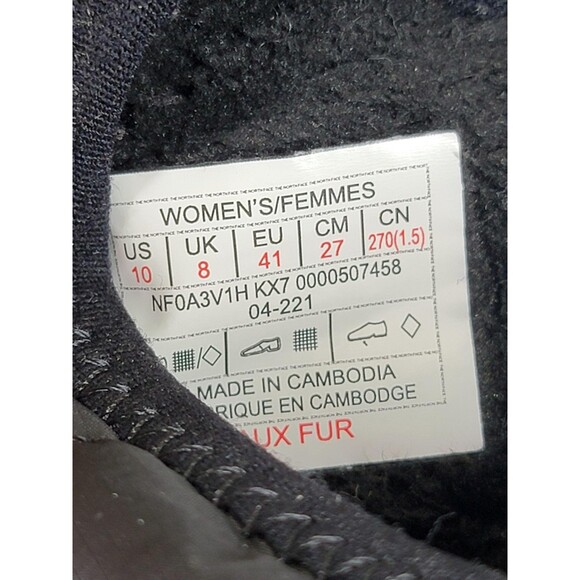 WOMEN'S/FEMMES
US UK EU CM CN
10 8 41 27 270(1.5)
NF0A3V1H KX7 0000507458
04-221
MADE IN CAMBODIA
RIQUE EN CAMBODGE
UX FUR